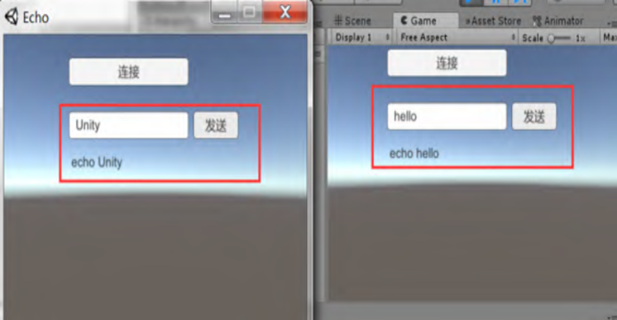 Echo
连接
Unity
发送
echo Unity
Scene
Game
Asset Store
Animator
Display 1
Free Aspect
Scale
1x
连接
hello
发送
echo hello